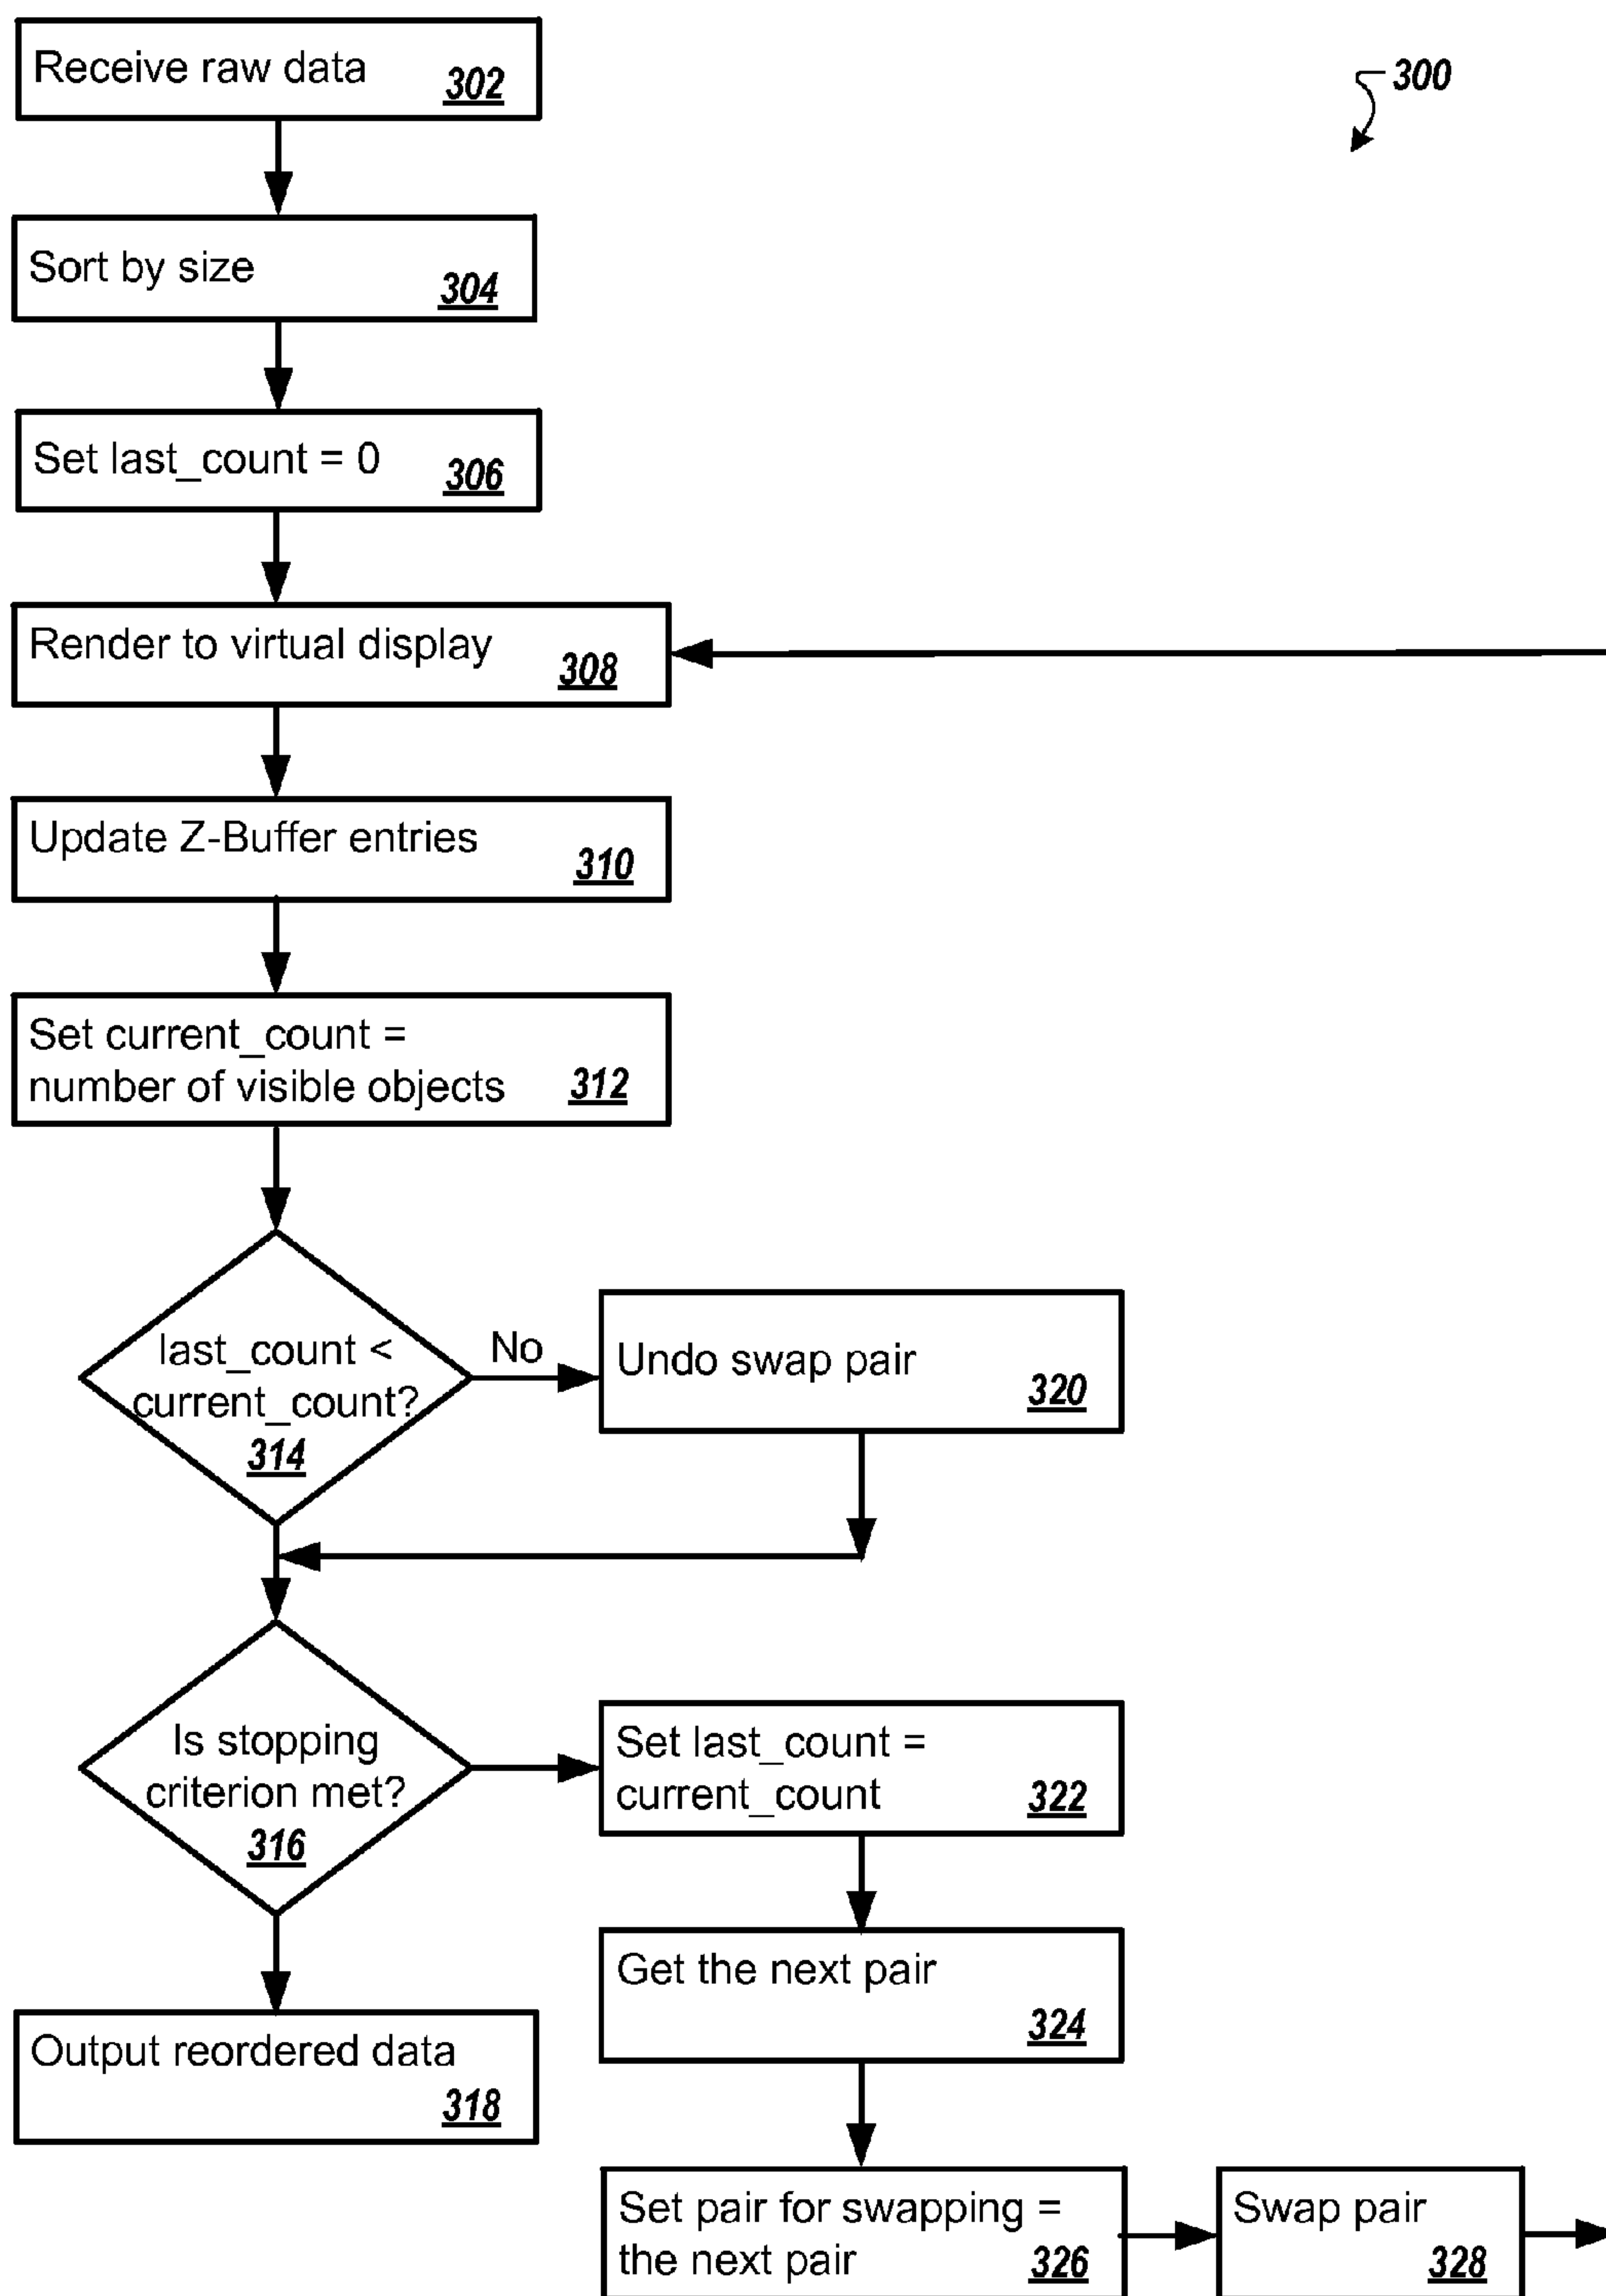 Receive raw data
302
300
Sort by size
304
Set last_count = 0
306
Render to virtual display
308
Update Z-Buffer entries
310
Set current_count =
number of visible objects
312
last_count <
current_count?
314
No
Undo swap pair
320
Is stopping
criterion met?
316
Set last_count =
current_count
322
Get the next pair
324
Output reordered data
318
Set pair for swapping =
the next pair
326
Swap pair
328